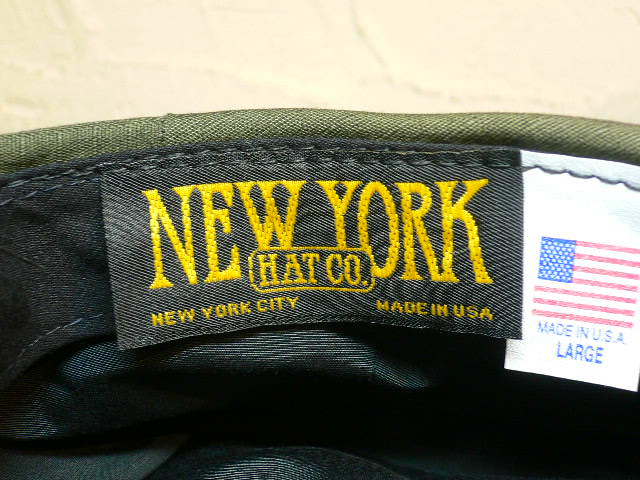 NEW YORK
HAT CO.
NEW YORK CITY
MADE IN USA
MADE IN U.S.A.
LARGE